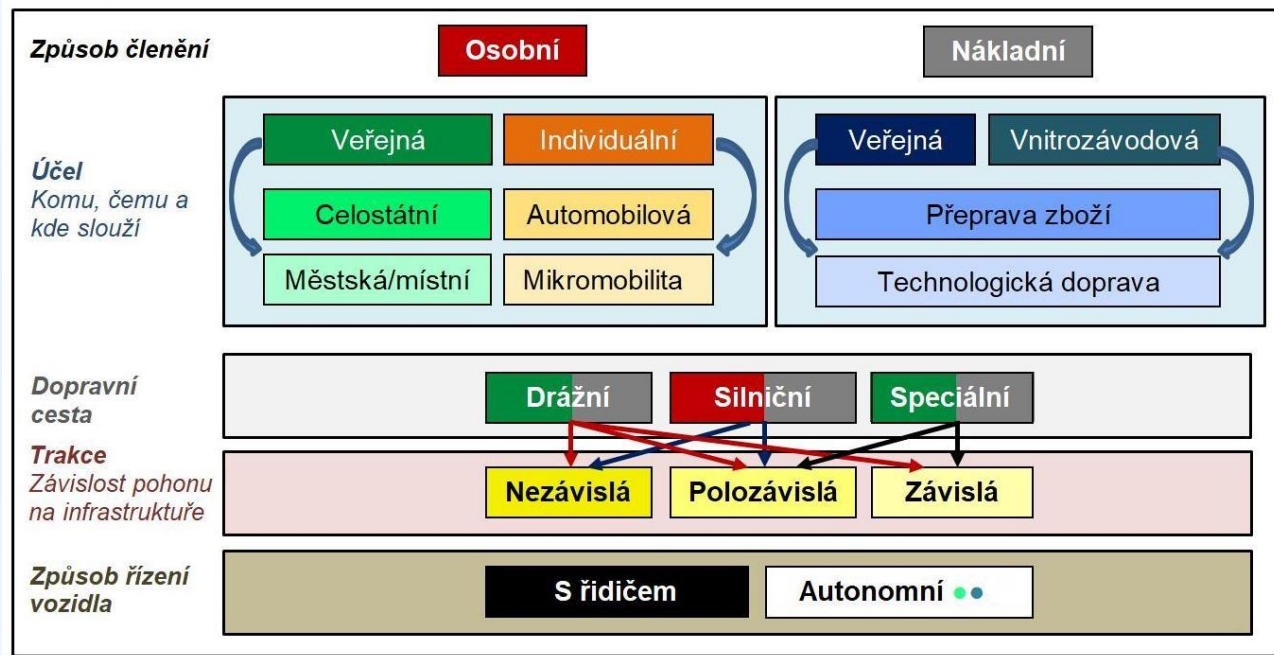 Způsob členění
Osobní
Nákladní
Účel
Komu, čemu a
kde slouží
Veřejná
Individuální
Veřejná
Vnitrozávodová
Celostátní
Automobilová
Přeprava zboží
Městská/místní
Mikromobilita
Technologická doprava
Dopravní
cesta
Drážní
Silniční
Speciální
Trakce
Závislost pohonu
na infrastruktuře
Nezávislá
Polozávislá
Závislá
Způsob řízení
vozidla
S řidičem
Autonomní